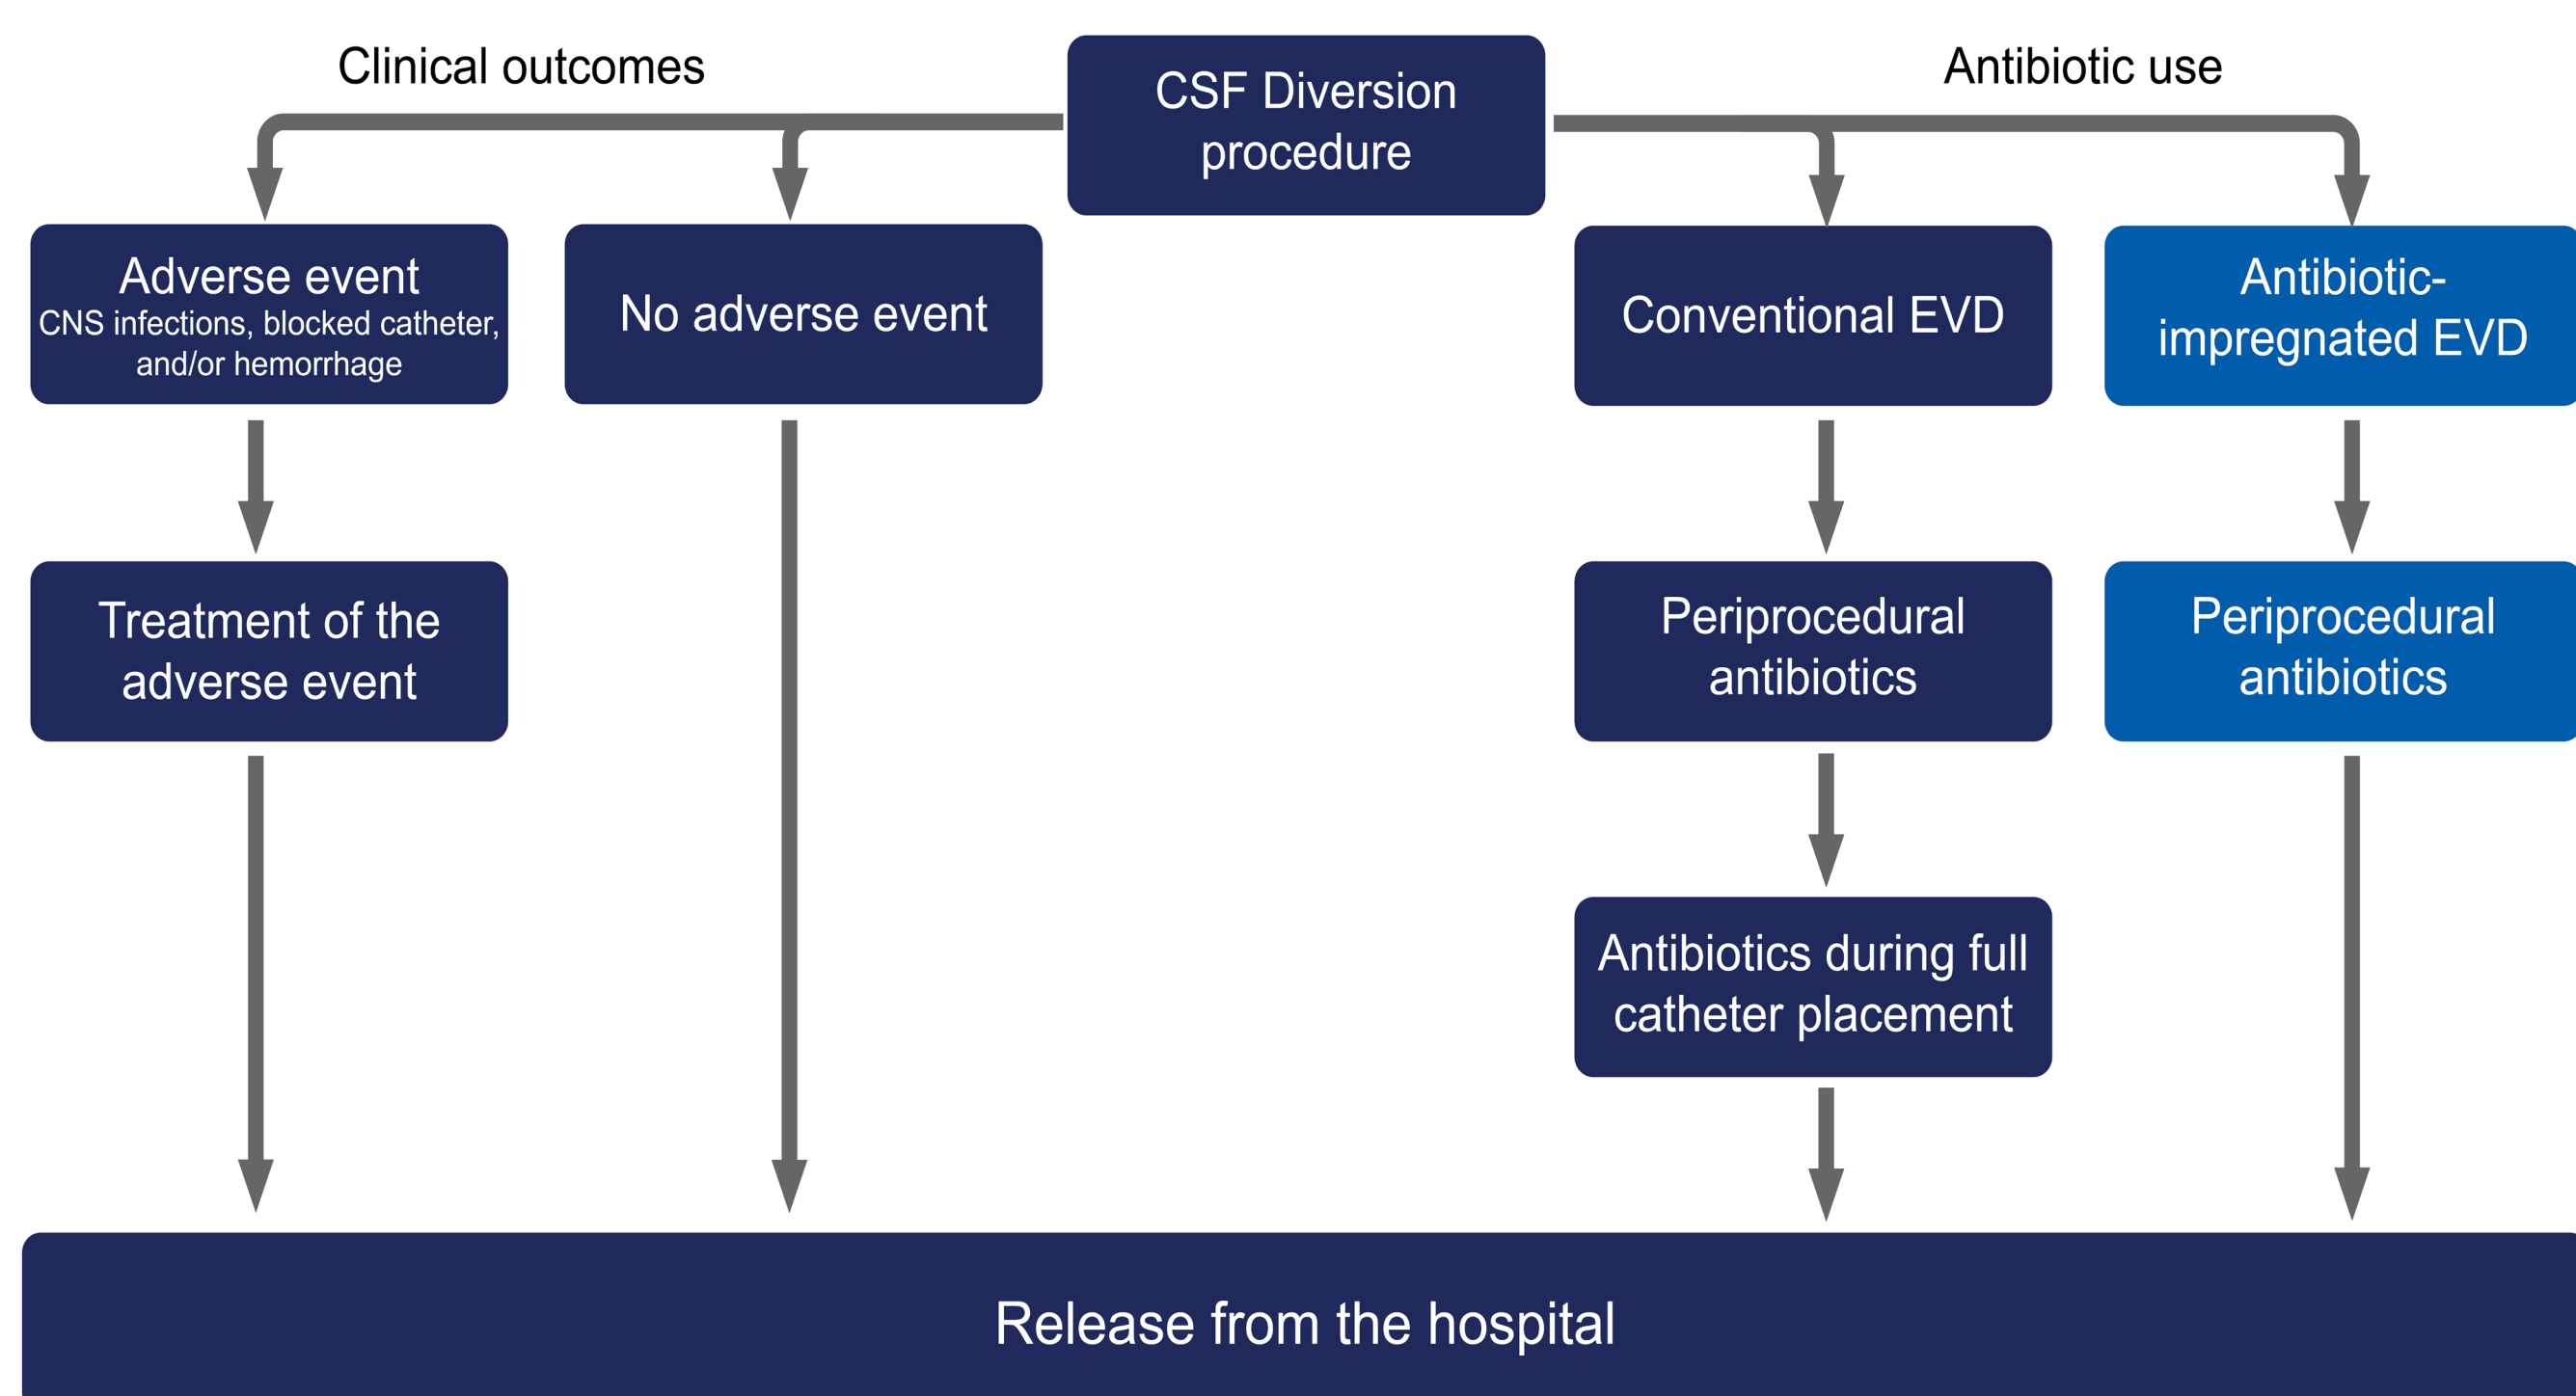 Clinical outcomes
CSF Diversion
procedure
Antibiotic use
Adverse event
CNS infections, blocked catheter,
and/or hemorrhage
No adverse event
Conventional EVD
Antibiotic-
impregnated EVD
Treatment of the
adverse event
Periprocedural
antibiotics
Periprocedural
antibiotics
Antibiotics during full
catheter placement
Release from the hospital